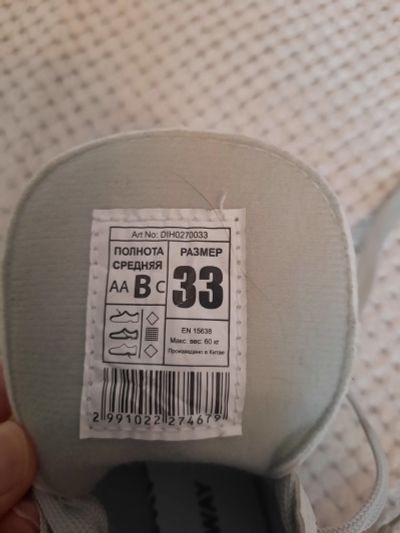 Art No: DIH0270033
ПОЛНОТА
СРЕДНЯЯ
AA B C
РАЗМЕР
33
EN 15638
Макс. вес: 60 кг
Произведено в Китае
2 991022 274679
WAY